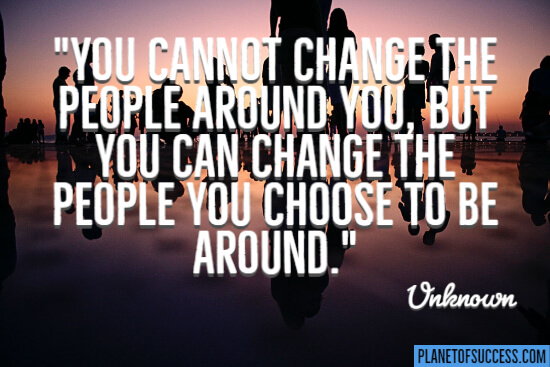 "YOU CANNOT CHANGE THE
PEOPLE AROUND YOU, BUT
YOU CAN CHANGE THE
PEOPLE YOU CHOOSE TO BE
AROUND."
Unknown
PLANETOFSUCCESS.COM